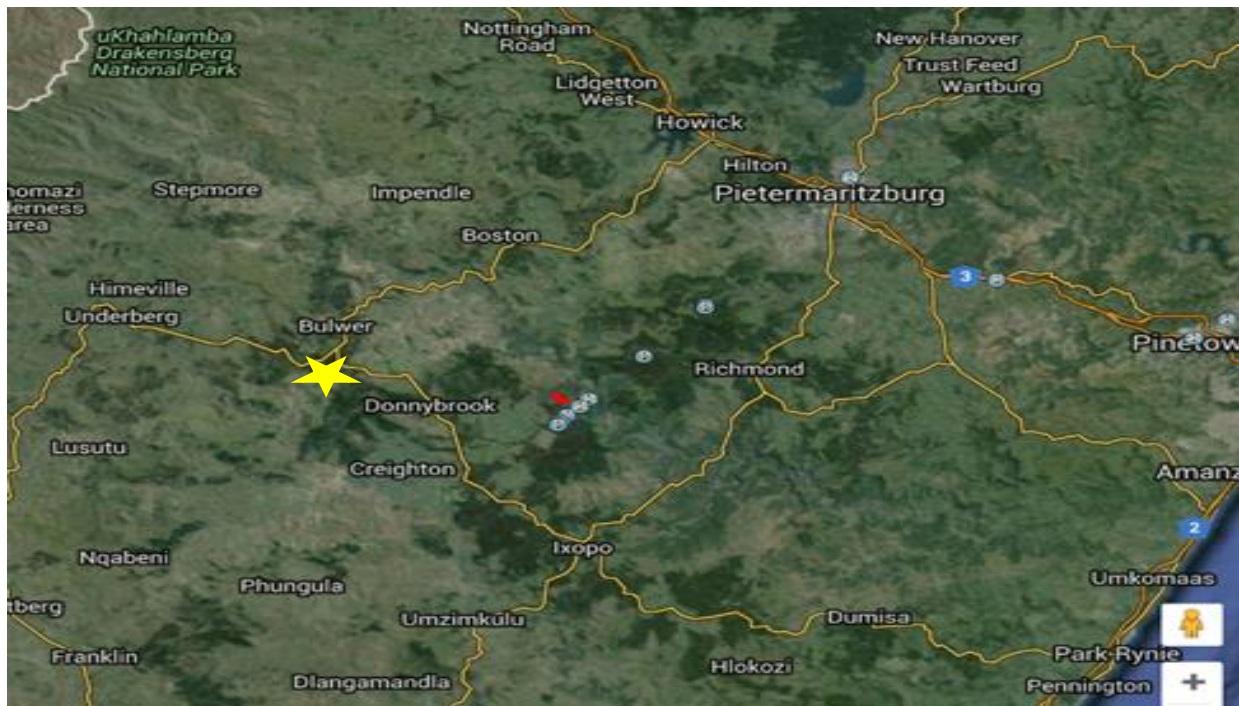 uKhahlamba
Drakensberg
National Park
Nottingham
Road
New Hanover
Trust Feed
Wartburg
Lidgetton
West
Howick
Hilton
Pietermaritzburg
Stepmore
Impendle
area
Boston
Himeville
Underberg
Bulwer
3
Richmond
Donnybrook
Lusutu
Creighton
2
Ixopo
Nqabeni
Phungula
Umkomaas
Umzimkulu
Dumisa
Franklin
Hlokozi
Park Rynie
Dlangamandla
Pennington
+